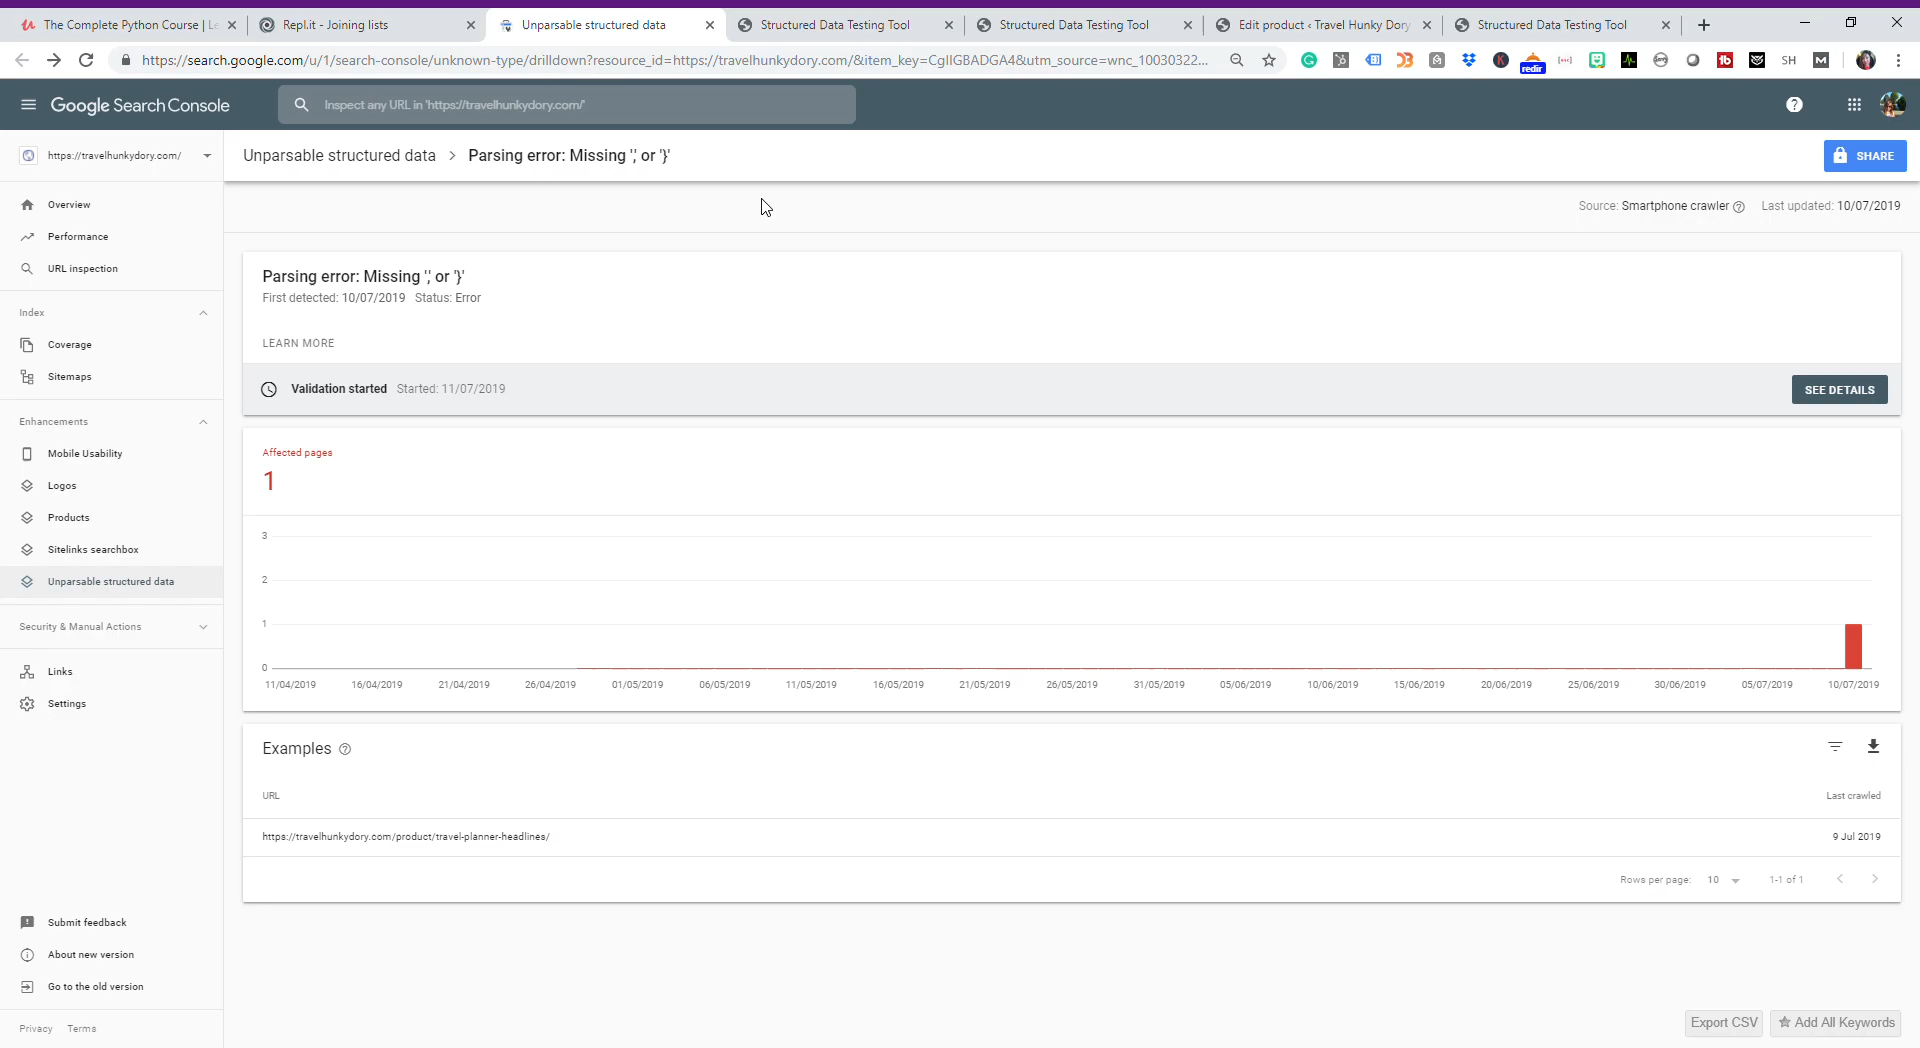 The Complete Python Course | Le
Repl.it - Joining lists
Unparsable structured data
Structured Data Testing Tool
Structured Data Testing Tool
Edit product ‹ Travel Hunky Dory
Structured Data Testing Tool
https://search.google.com/u/1/search-console/unknown-type/drilldown?resource_id=https://travelhunkydory.com/&item_key=CgIIGBADGA4&utm_source=wnc_10030322...
redir
SH
Google Search Console
Inspect any URL in 'https://travelhunkydory.com/'
https://travelhunkydory.com/
Unparsable structured data > Parsing error: Missing ',' or '}'
SHARE
Source: Smartphone crawler
Last updated: 10/07/2019
Overview
Performance
URL inspection
Index
Coverage
Sitemaps
Enhancements
Mobile Usability
Logos
Products
Sitelinks searchbox
Unparsable structured data
Security & Manual Actions
Links
Settings
Submit feedback
About new version
Go to the old version
Privacy Terms
Parsing error: Missing ',' or '}'
First detected: 10/07/2019 Status: Error
LEARN MORE
Validation started Started: 11/07/2019
SEE DETAILS
Affected pages
1
3
2
1
0
11/04/2019 16/04/2019 21/04/2019 26/04/2019 01/05/2019 06/05/2019 11/05/2019 16/05/2019 21/05/2019 26/05/2019 31/05/2019 05/06/2019 10/06/2019 15/06/2019 20/06/2019 25/06/2019 30/06/2019 05/07/2019 10/07/2019
Examples
URL Last crawled
https://travelhunkydory.com/product/travel-planner-headlines/ 9 Jul 2019
Rows per page: 10 1-1 of 1
Export CSV
Add All Keywords